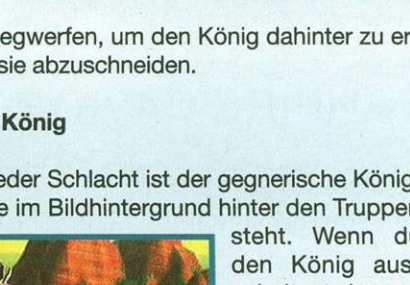 egwerfen, um den König dahinter zu er
sie abzuschneiden.
König
eder Schlacht ist der gegnerische König
e im Bildhintergrund hinter den Truppen
steht. Wenn du
den König aus